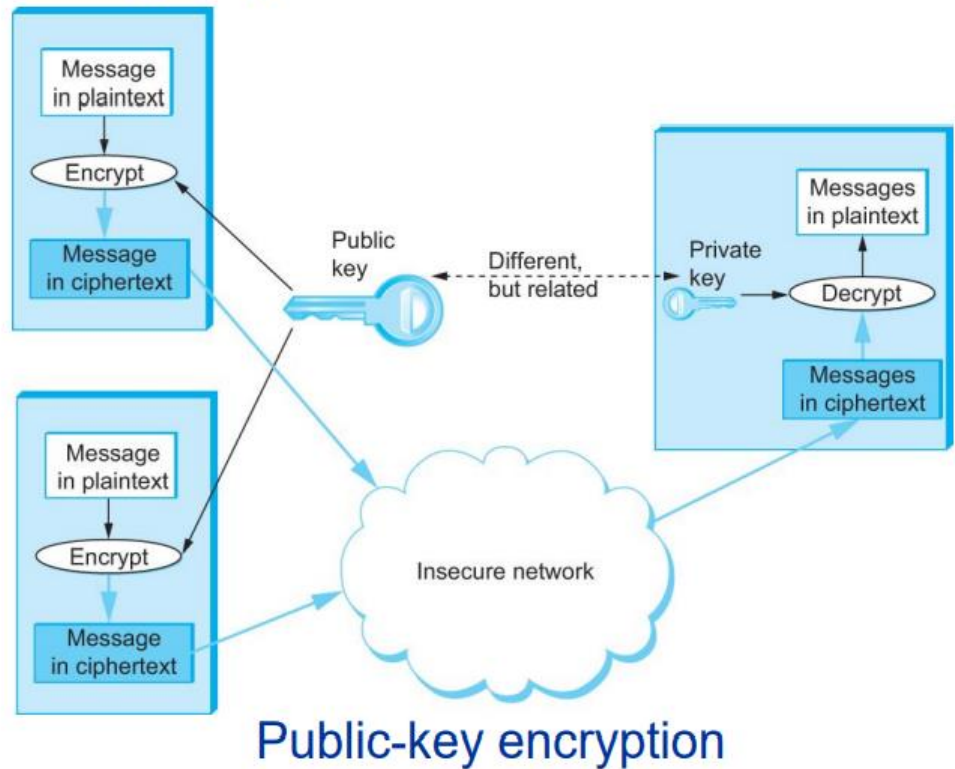 Message
in plaintext
Encrypt
Message
in ciphertext
Public
key
Different,
but related
Private
key
Messages
in plaintext
Decrypt
Messages
in ciphertext
Message
in plaintext
Encrypt
Message
in ciphertext
Insecure network
Public-key encryption